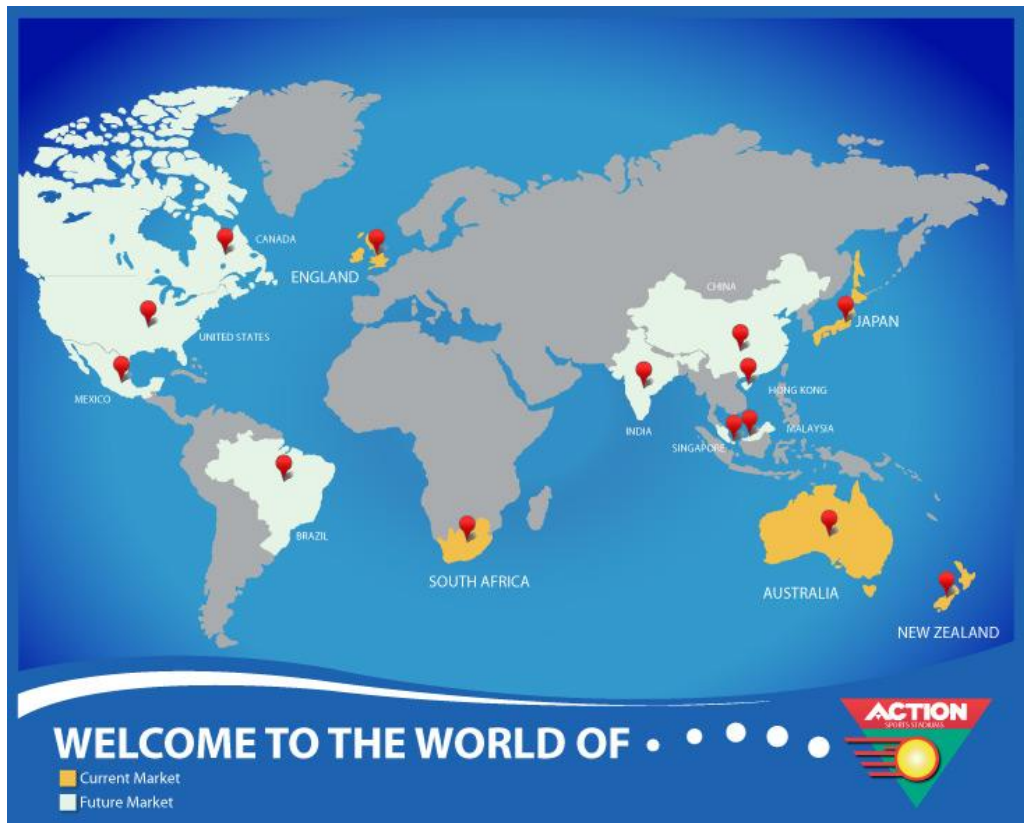 CANADA
ENGLAND
CHINA
JAPAN
UNITED STATES
HONG KONG
MEXICO
INDIA
MALAYSIA
SINGAPORE
BRAZIL
SOUTH AFRICA
AUSTRALIA
NEW ZEALAND
ACTION
SPORTS STADIUMS
WELCOME TO THE WORLD OF
Current Market
Future Market